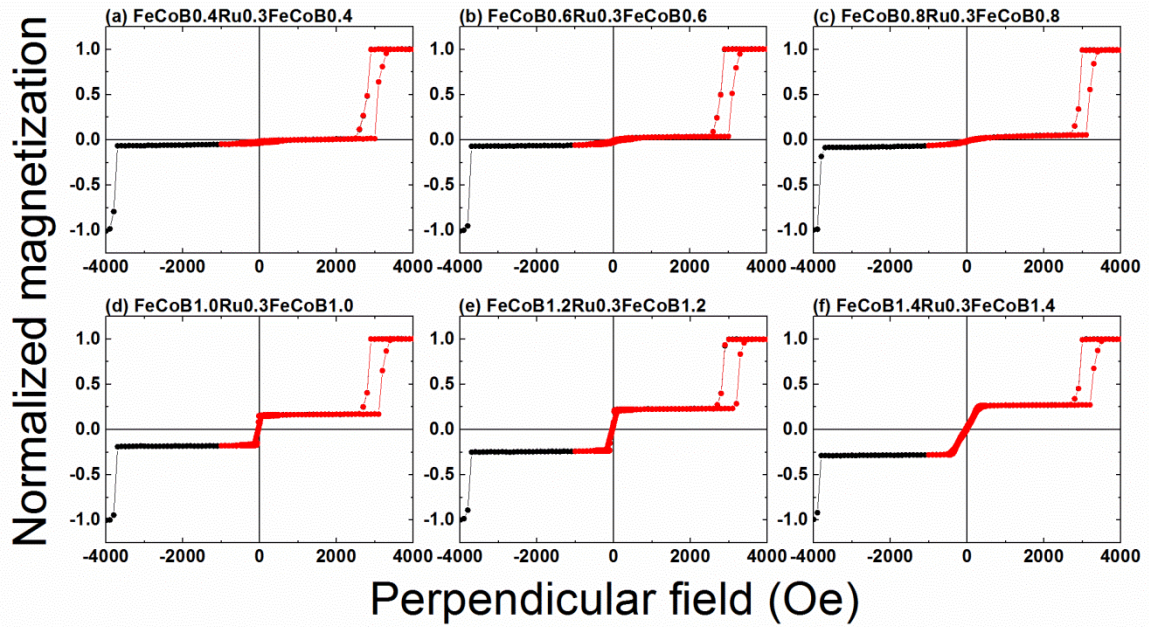 Normalized magnetization
(a) FeCoB0.4Ru0.3FeCoB0.4
(b) FeCoB0.6Ru0.3FeCoB0.6
(c) FeCoB0.8Ru0.3FeCoB0.8
1.0
0.5
0.0
-0.5
-1.0
-4000 -2000 0 2000 4000
1.0
0.5
0.0
-0.5
-1.0
-4000 -2000 0 2000 4000
1.0
0.5
0.0
-0.5
-1.0
-4000 -2000 0 2000 4000
(d) FeCoB1.0Ru0.3FeCoB1.0
(e) FeCoB1.2Ru0.3FeCoB1.2
(f) FeCoB1.4Ru0.3FeCoB1.4
1.0
0.5
0.0
-0.5
-1.0
-4000 -2000 0 2000 4000
1.0
0.5
0.0
-0.5
-1.0
-4000 -2000 0 2000 4000
1.0
0.5
0.0
-0.5
-1.0
-4000 -2000 0 2000 4000
Perpendicular field (Oe)